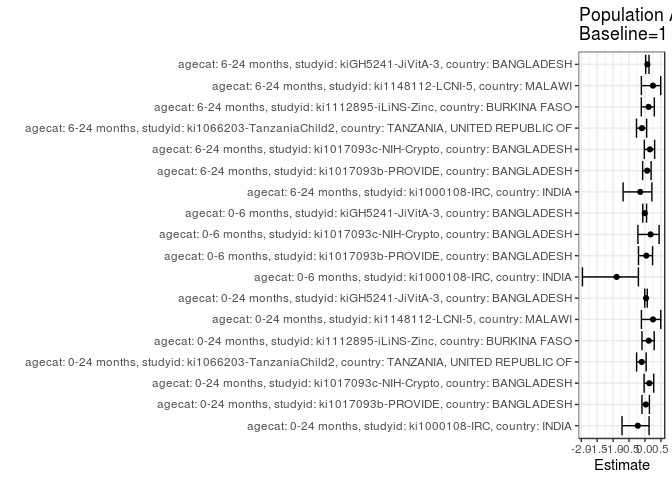 Population
Baseline=1
agecat: 6-24 months, studyid: kiGH5241-JiVitA-3, country: BANGLADESH
agecat: 6-24 months, studyid: ki1148112-LCNI-5, country: MALAWI
agecat: 6-24 months, studyid: ki1112895-iLiNS-Zinc, country: BURKINA FASO
agecat: 6-24 months, studyid: ki1066203-TanzaniaChild2, country: TANZANIA, UNITED REPUBLIC OF
agecat: 6-24 months, studyid: ki1017093c-NIH-Crypto, country: BANGLADESH
agecat: 6-24 months, studyid: ki1017093b-PROVIDE, country: BANGLADESH
agecat: 6-24 months, studyid: ki1000108-IRC, country: INDIA
agecat: 0-6 months, studyid: kiGH5241-JiVitA-3, country: BANGLADESH
agecat: 0-6 months, studyid: ki1017093c-NIH-Crypto, country: BANGLADESH
agecat: 0-6 months, studyid: ki1017093b-PROVIDE, country: BANGLADESH
agecat: 0-6 months, studyid: ki1000108-IRC, country: INDIA
agecat: 0-24 months, studyid: kiGH5241-JiVitA-3, country: BANGLADESH
agecat: 0-24 months, studyid: ki1148112-LCNI-5, country: MALAWI
agecat: 0-24 months, studyid: ki1112895-iLiNS-Zinc, country: BURKINA FASO
agecat: 0-24 months, studyid: ki1066203-TanzaniaChild2, country: TANZANIA, UNITED REPUBLIC OF
agecat: 0-24 months, studyid: ki1017093c-NIH-Crypto, country: BANGLADESH
agecat: 0-24 months, studyid: ki1017093b-PROVIDE, country: BANGLADESH
agecat: 0-24 months, studyid: ki1000108-IRC, country: INDIA
-2.0-1.5-1.0-0.50.00.5
Estimate